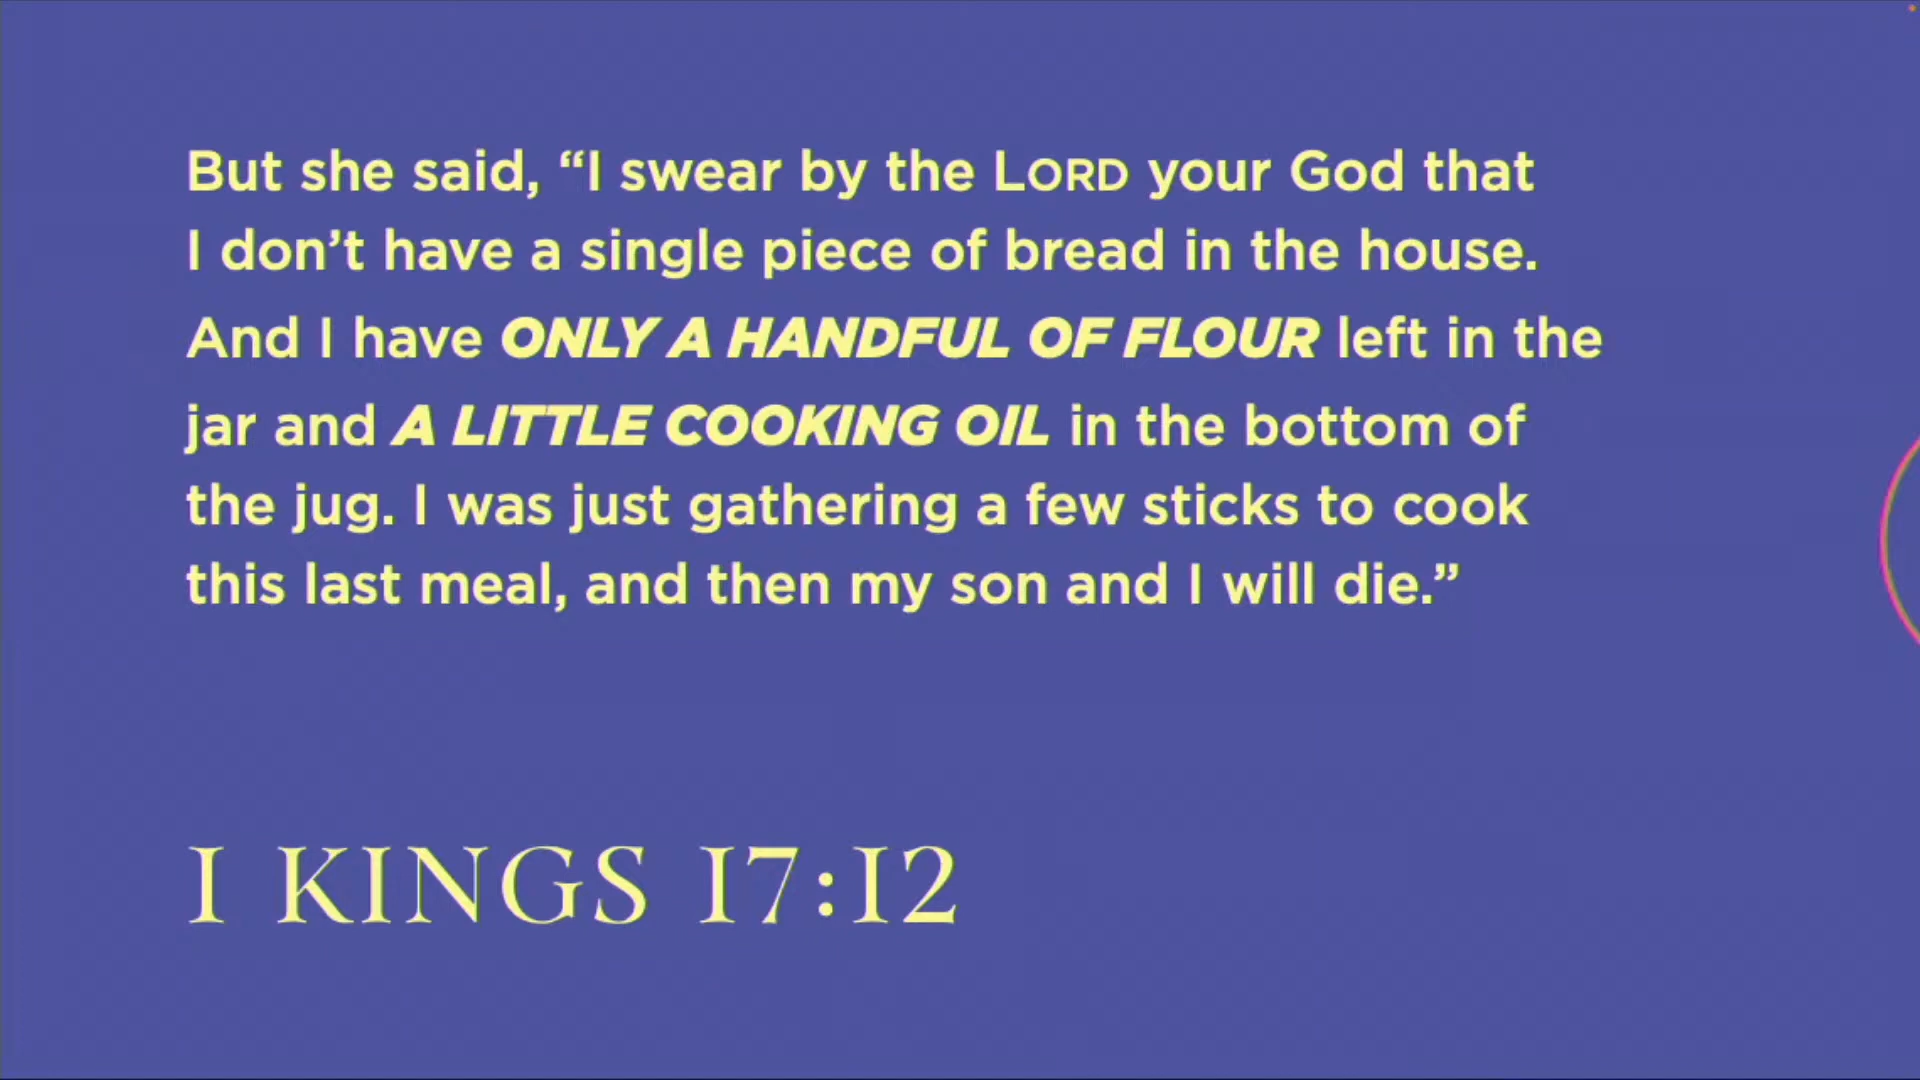 But she said, “I swear by the LORD your God that
I don’t have a single piece of bread in the house.
And I have ONLY A HANDFUL OF FLOUR left in the
jar and A LITTLE COOKING OIL in the bottom of
the jug. I was just gathering a few sticks to cook
this last meal, and then my son and I will die.”
I KINGS 17:12